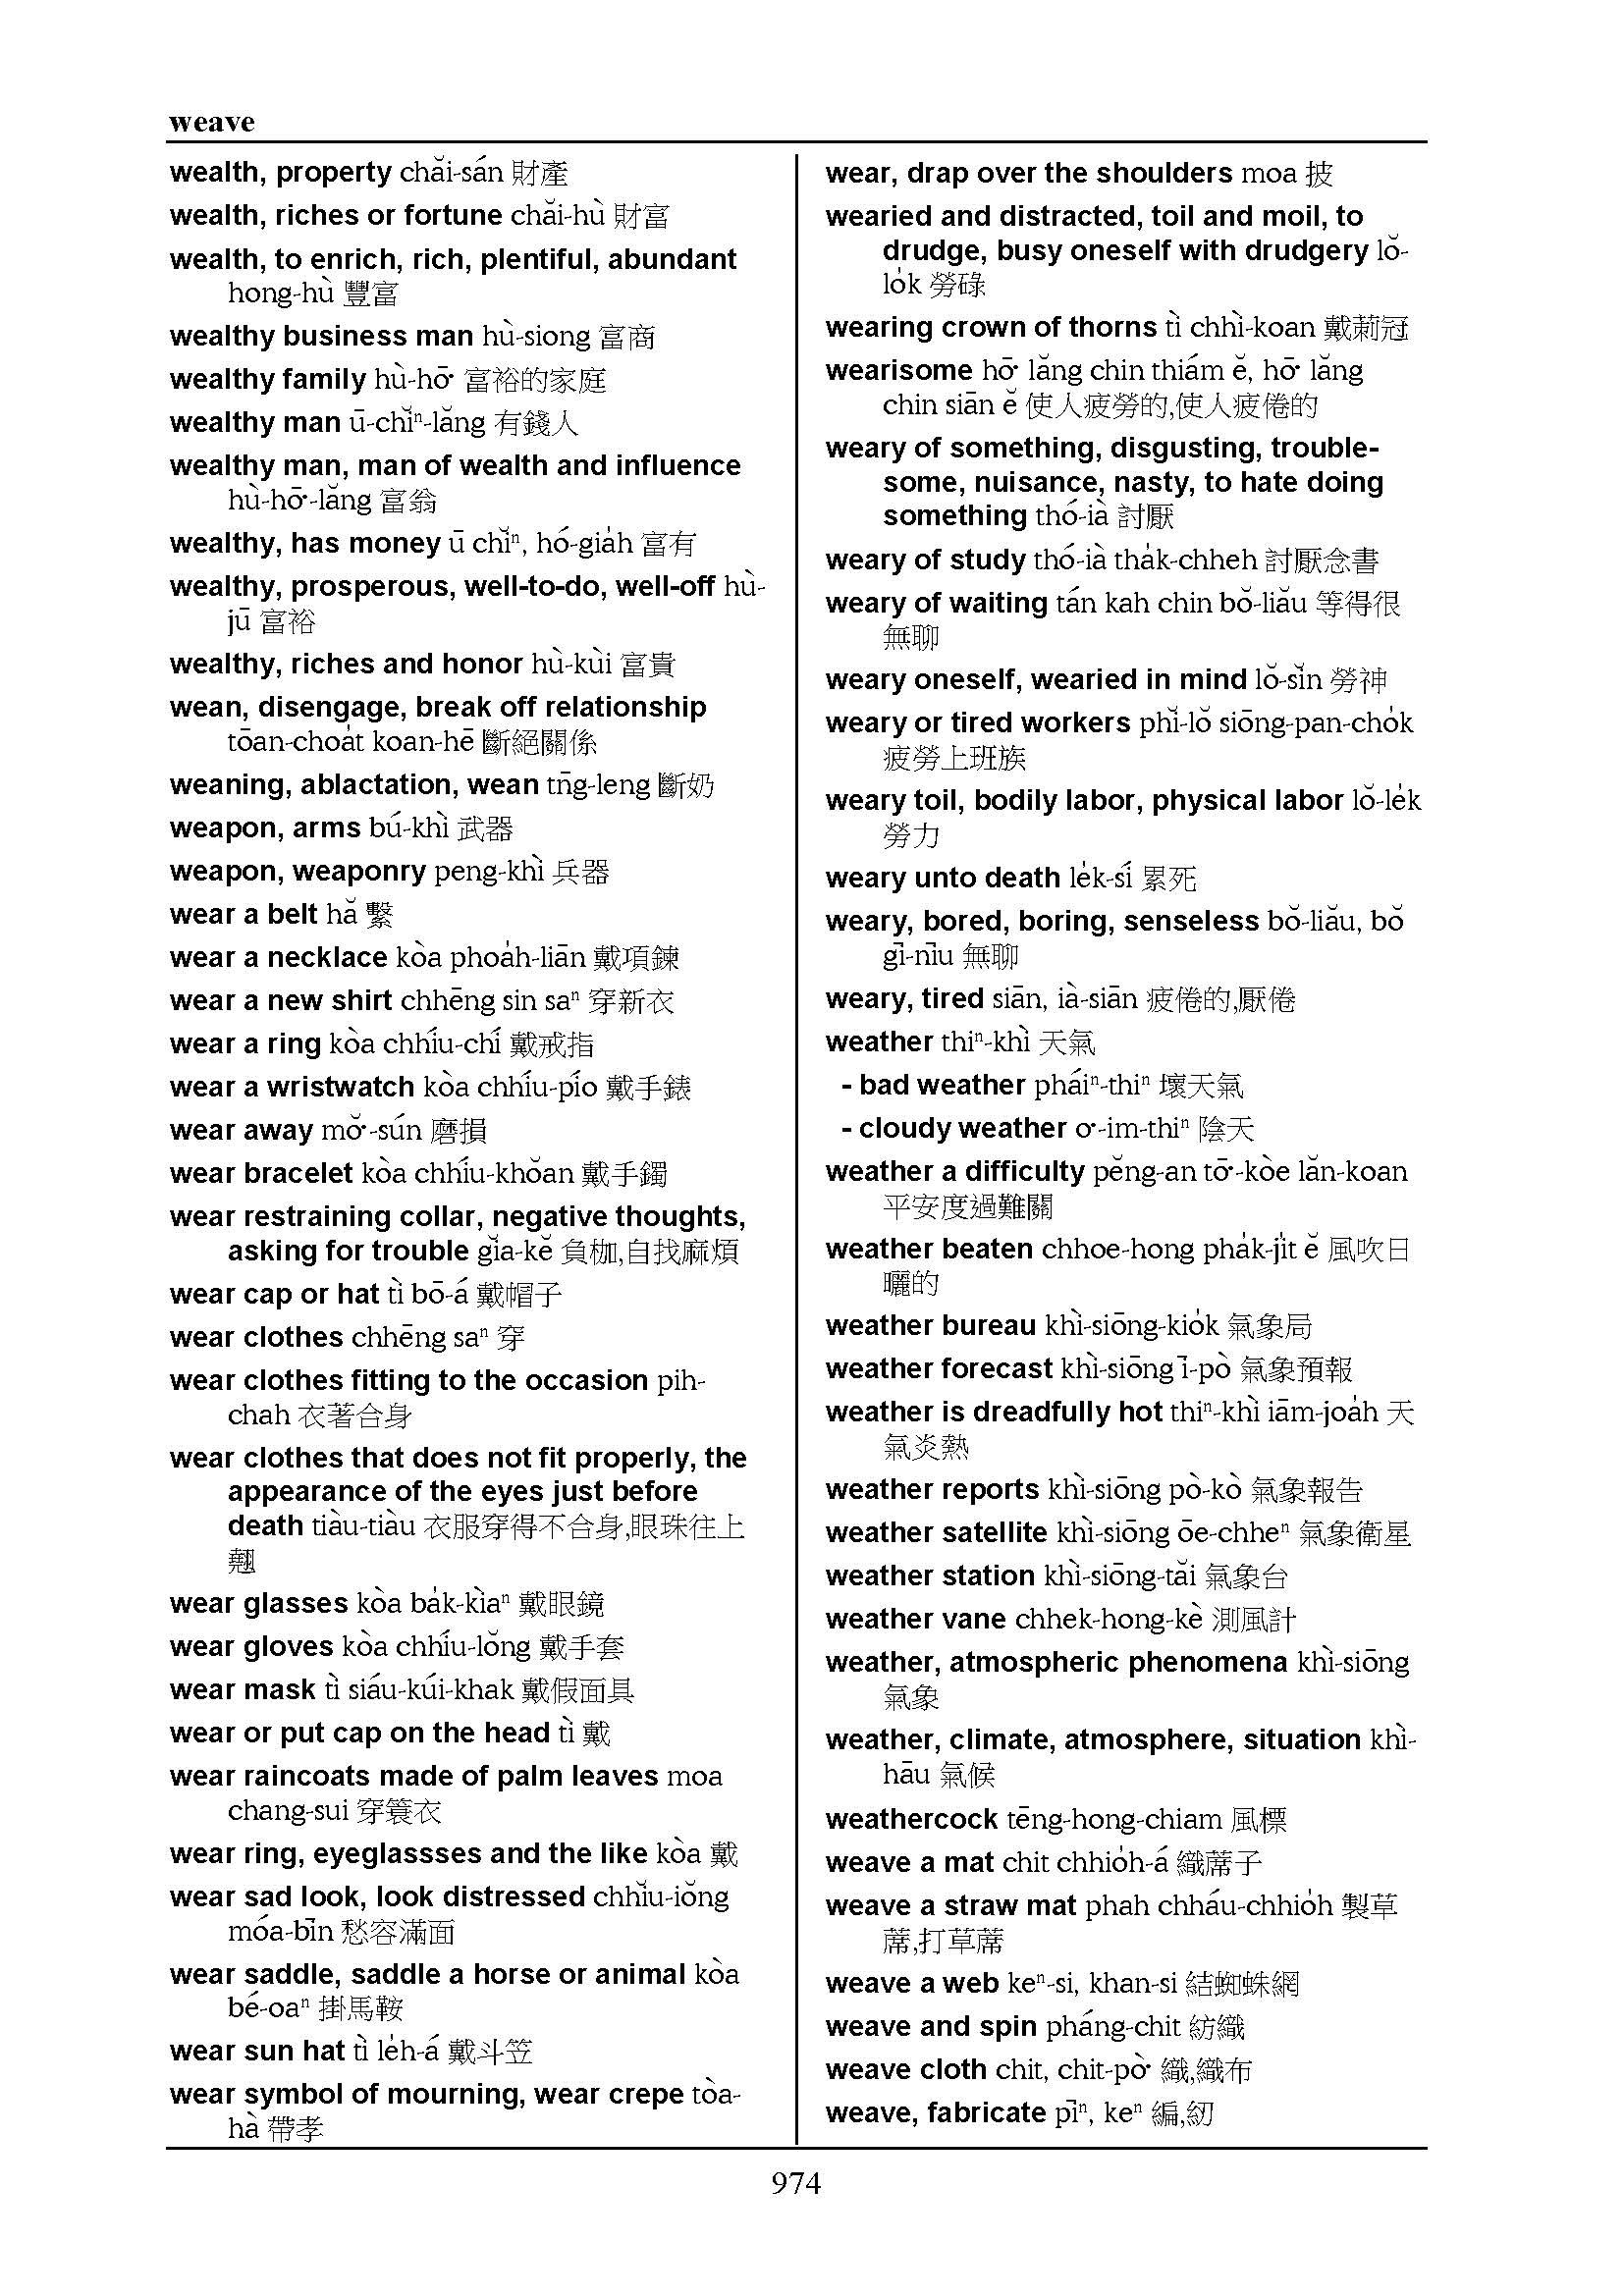 weave
wealth, property chăi-sán 財產
wealth, riches or fortune chăi-hù 財富
wealth, to enrich, rich, plentiful, abundant
hong-hù 豐富
wealthy business man hù-siong 富商
wealthy family hù-hō͘ 富裕的家庭
wealthy man ū-chĭⁿ-lăng 有錢人
wealthy man, man of wealth and influence
hù-hō͘-lăng 富翁
wealthy, has money ū chĭⁿ, hó-gia̍h 富有
wealthy, prosperous, well-to-do, well-off hù-
jū 富裕
wealthy, riches and honor hù-kùi 富貴
wean, disengage, break off relationship
tōan-choa̍t koan-hē 斷絕關係
weaning, ablactation, wean tn̄g-leng 斷奶
weapon, arms bú-khì 武器
weapon, weaponry peng-khì 兵器
wear a belt hă 繫
wear a necklace kòa phoa̍h-liān 戴項鍊
wear a new shirt chhēng sin saⁿ 穿新衣
wear a ring kòa chhíu-chí 戴戒指
wear a wristwatch kòa chhíu-pío 戴手錶
wear away mŏ͘-sún 磨損
wear bracelet kòa chhíu-khŏan 戴手鐲
wear restraining collar, negative thoughts,
asking for trouble gĭa-kĕ 負枷,自找麻煩
wear cap or hat tì bō-á 戴帽子
wear clothes chhēng saⁿ 穿
wear clothes fitting to the occasion pih-
chah 衣著合身
wear clothes that does not fit properly, the
appearance of the eyes just before
death tiàu-tiàu 衣服穿得不合身,眼珠往上
翹
wear glasses kòa ba̍k-kìaⁿ 戴眼鏡
wear gloves kòa chhíu-lŏng 戴手套
wear mask tì siáu-kúi-khak 戴假面具
wear or put cap on the head tì 戴
wear raincoats made of palm leaves moa
chang-sui 穿簑衣
wear ring, eyeglassses and the like kòa 戴
wear sad look, look distressed chhĭu-iŏng
móa-bīn 愁容滿面
wear saddle, saddle a horse or animal kòa
bé-oaⁿ 掛馬鞍
wear sun hat tì le̍h-á 戴斗笠
wear symbol of mourning, wear crepe tòa-
hà 帶孝
wear, drap over the shoulders moa 披
wearied and distracted, toil and moil, to
drudge, busy oneself with drudgery lŏ-
lo̍k 勞碌
wearing crown of thorns tì chhì-koan 戴莿冠
wearisome hō͘ lăng chin thiám ĕ, hō͘ lăng
chin siān ĕ 使人疲勞的,使人疲倦的
weary of something, disgusting, trouble-
some, nuisance, nasty, to hate doing
something thó-ià 討厭
weary of study thó-ià tha̍k-chheh 討厭念書
weary of waiting tán kah chin bŏ-liău 等得很
無聊
weary oneself, wearied in mind lŏ-sĭn 勞神
weary or tired workers phĭ-lŏ siōng-pan-cho̍k
疲勞上班族
weary toil, bodily labor, physical labor lŏ-le̍k
勞力
weary unto death le̍k-sí 累死
weary, bored, boring, senseless bŏ-liău, bŏ
gī-nīu 無聊
weary, tired siān, ià-siān 疲倦的,厭倦
weather thiⁿ-khì 天氣
- bad weather pháiⁿ-thiⁿ 壞天氣
- cloudy weather o͘-im-thiⁿ 陰天
weather a difficulty pĕng-an tō͘-kòe lăn-koan
平安度過難關
weather beaten chhoe-hong pha̍k-ji̍t ĕ 風吹日
曬的
weather bureau khì-siōng-kio̍k 氣象局
weather forecast khì-siōng ī-pò 氣象預報
weather is dreadfully hot thiⁿ-khì iām-joa̍h 天
氣炎熱
weather reports khì-siōng pò-kò 氣象報告
weather satellite khì-siōng ōe-chheⁿ 氣象衛星
weather station khì-siōng-tăi 氣象台
weather vane chhek-hong-kè 測風計
weather, atmospheric phenomena khì-siōng
氣象
weather, climate, atmosphere, situation khì-
hāu 氣候
weathercock tēng-hong-chiam 風標
weave a mat chit chhio̍h-á 織蓆子
weave a straw mat phah chháu-chhio̍h 製草
蓆,打草蓆
weave a web keⁿ-si, khan-si 結蜘蛛網
weave and spin pháng-chit 紡織
weave cloth chit, chit-pò͘ 織,織布
weave, fabricate pīⁿ, keⁿ 編,紉
974